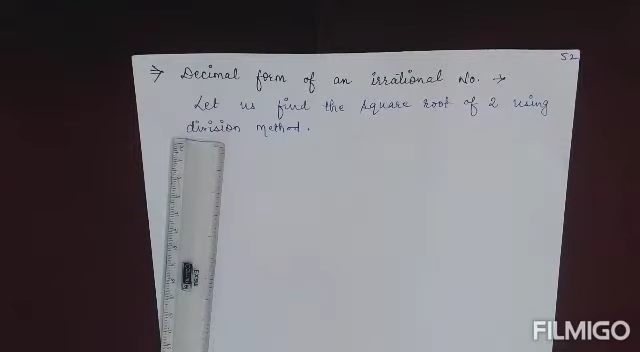 52
⇒ Decimal form of an irrational No. →
Let us find the square root of 2 using
division method.
FILMIGO